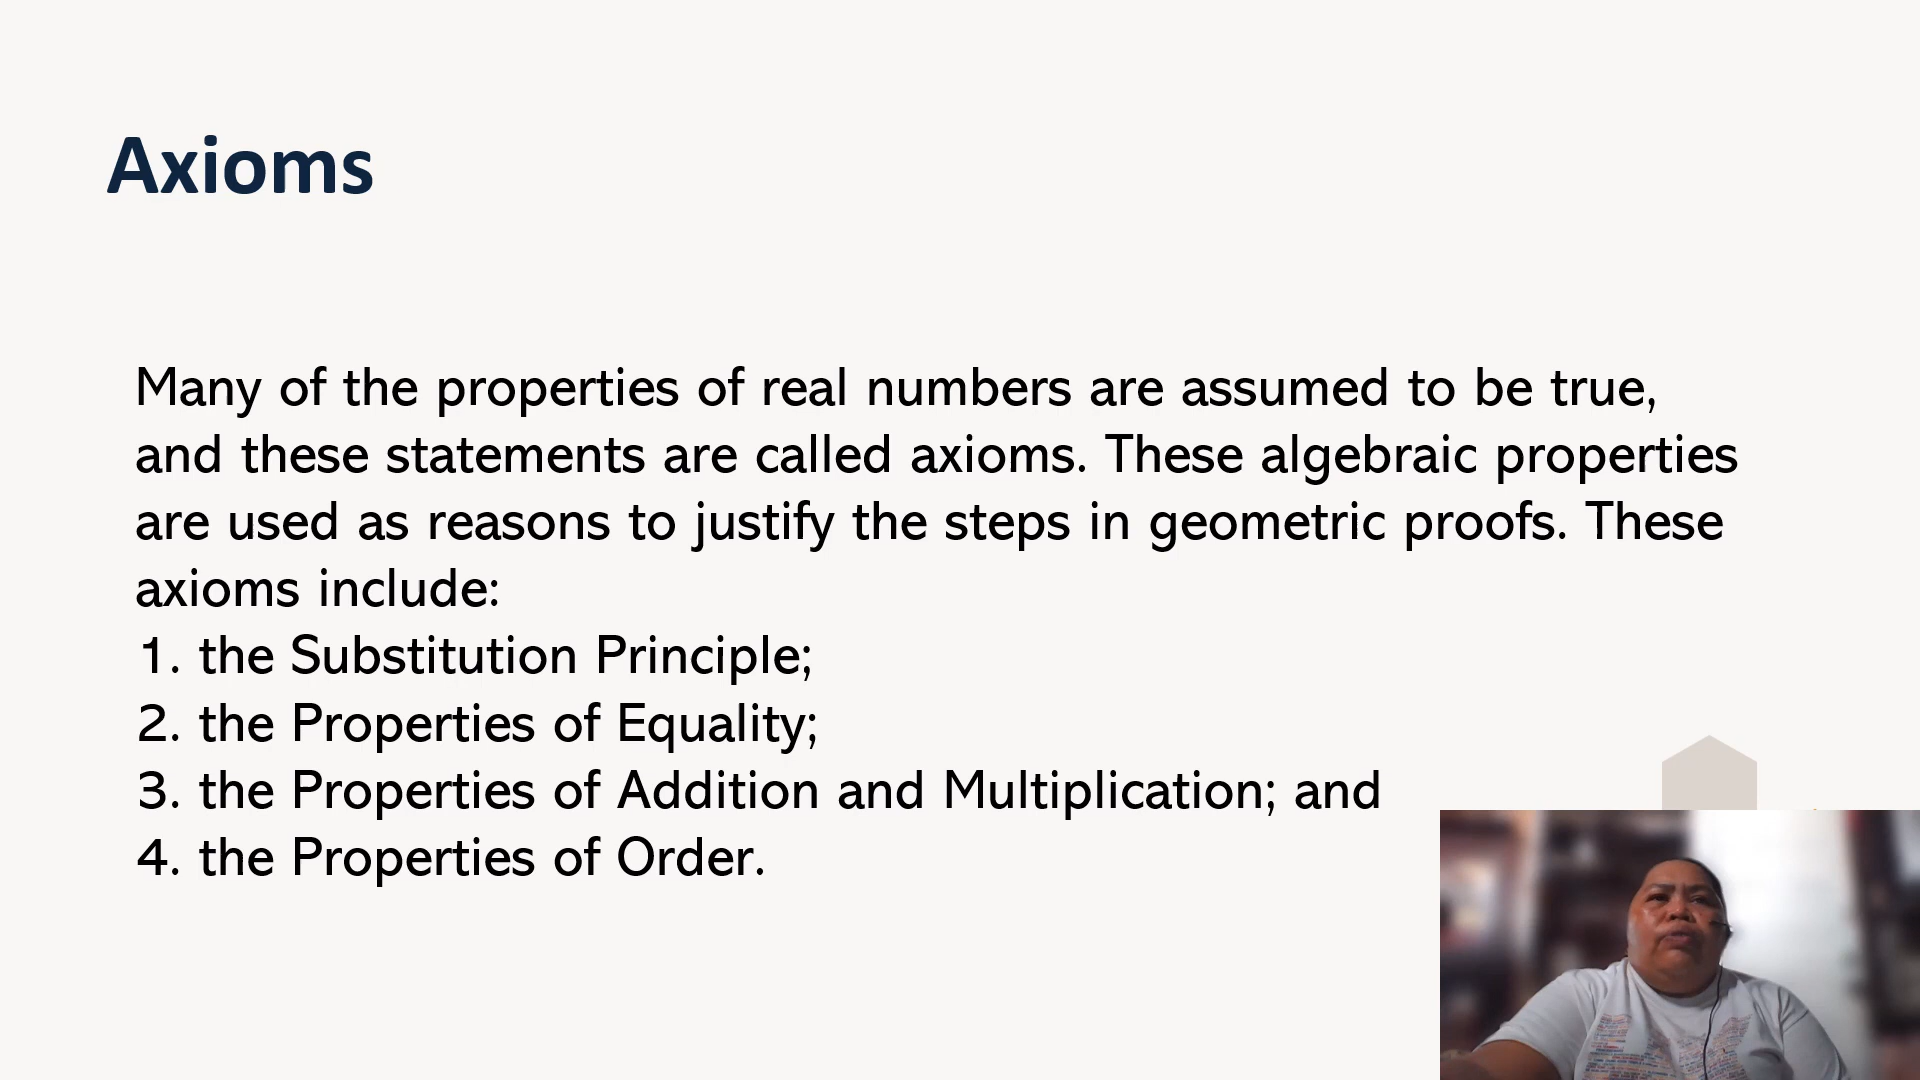 Axioms
Many of the properties of real numbers are assumed to be true,
and these statements are called axioms. These algebraic properties
are used as reasons to justify the steps in geometric proofs. These
axioms include:
1. the Substitution Principle;
2. the Properties of Equality;
3. the Properties of Addition and Multiplication; and
4. the Properties of Order.